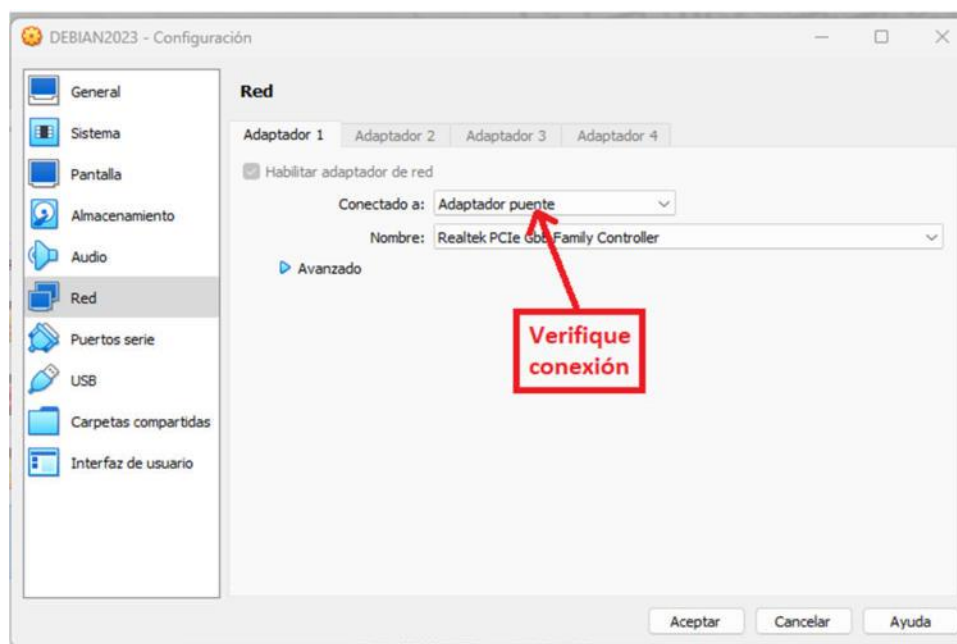 DEBIAN2023 - Configuración
General
Sistema
Pantalla
Almacenamiento
Audio
Red
Puertos serie
USB
Carpetas compartidas
Interfaz de usuario
Red
Adaptador 1 Adaptador 2 Adaptador 3 Adaptador 4
Habilitar adaptador de red
Conectado a: Adaptador puente
Nombre: Realtek PCIe GbE Family Controller
Avanzado
Verifique
conexión
Aceptar Cancelar Ayuda